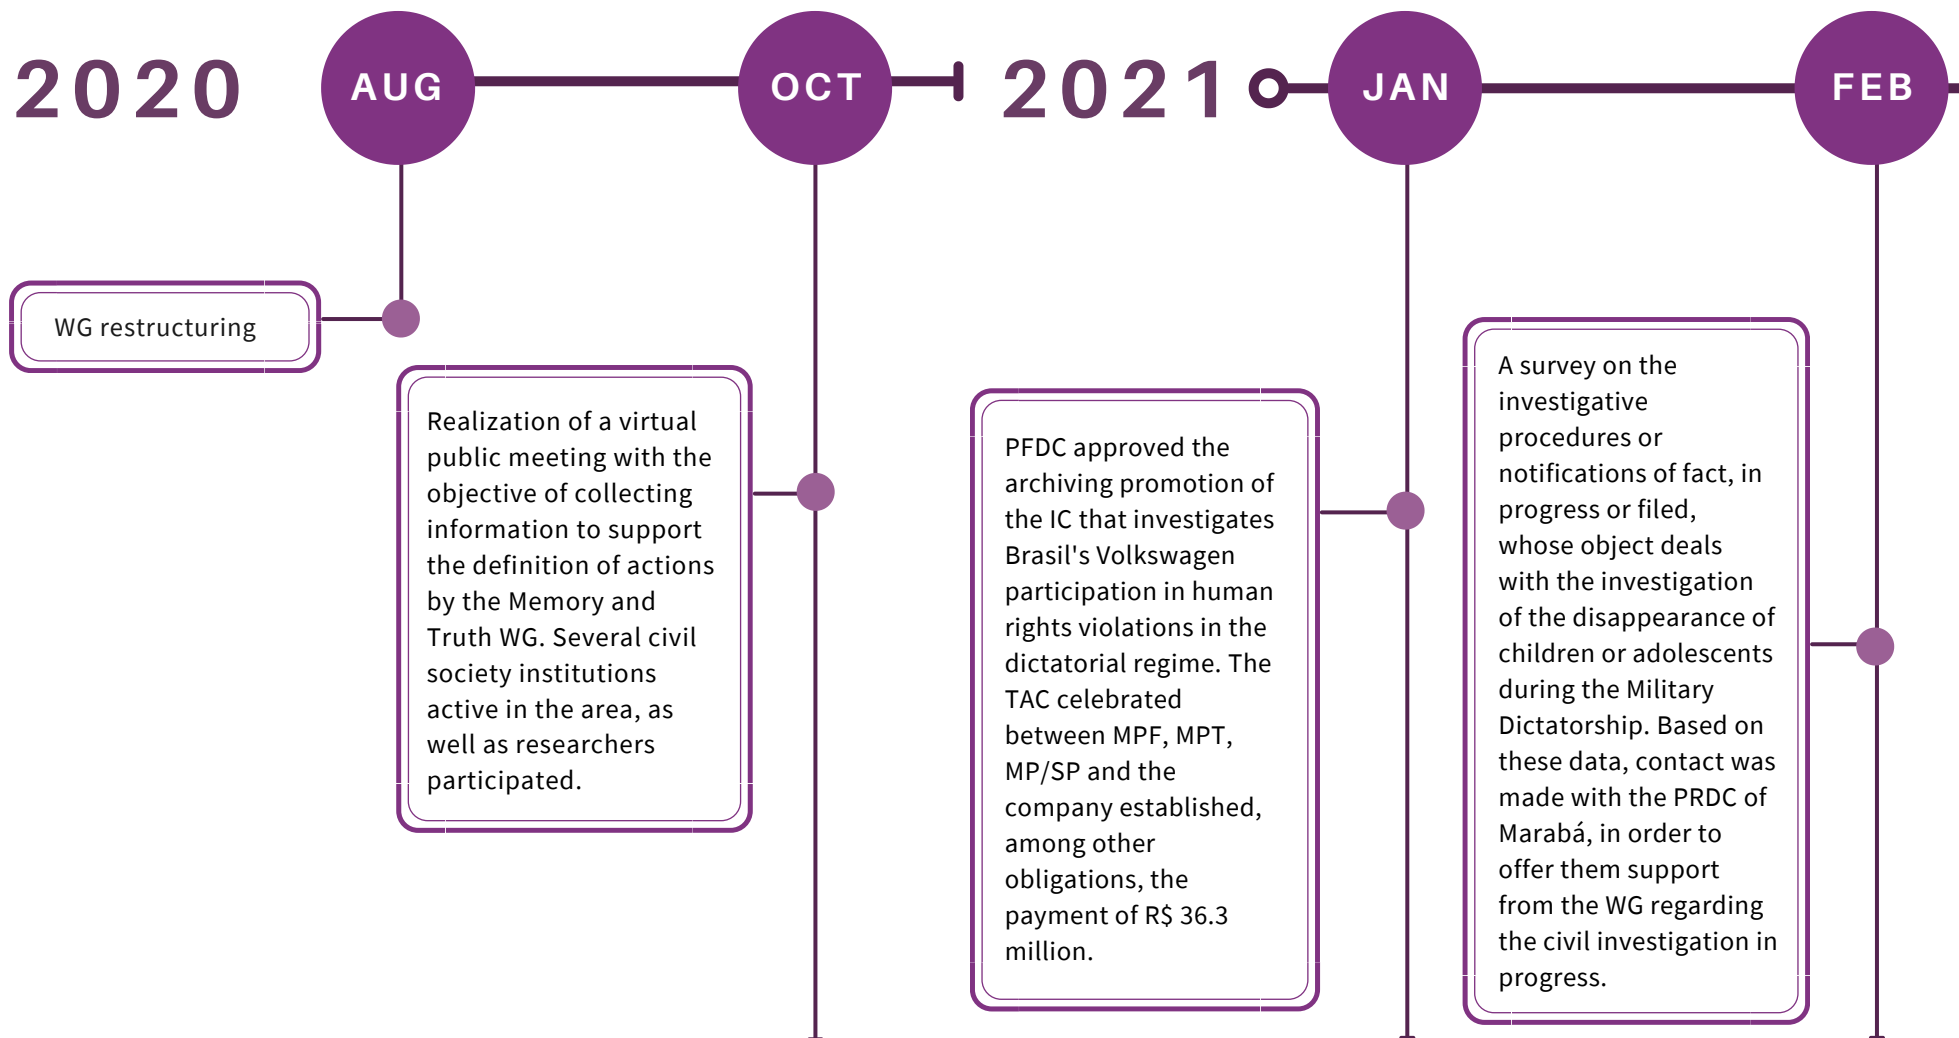 2020
AUG
OCT
2021
JAN
FEB
WG restructuring
Realization of a virtual
public meeting with the
objective of collecting
information to support
the definition of actions
by the Memory and
Truth WG. Several civil
society institutions
active in the area, as
well as researchers
participated.
PFDC approved the
archiving promotion of
the IC that investigates
Brasil's Volkswagen
participation in human
rights violations in the
dictatorial regime. The
TAC celebrated
between MPF, MPT,
MP/SP and the
company established,
among other
obligations, the
payment of R$ 36.3
million.
A survey on the
investigative
procedures or
notifications of fact, in
progress or filed,
whose object deals
with the investigation
of the disappearance of
children or adolescents
during the Military
Dictatorship. Based on
these data, contact was
made with the PRDC of
Marabá, in order to
offer them support
from the WG regarding
the civil investigation in
progress.